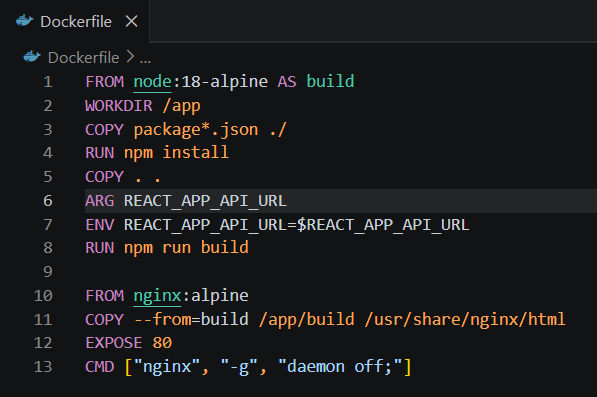 Dockerfile
Dockerfile > ...
1 FROM node:18-alpine AS build
2 WORKDIR /app
3 COPY package*.json ./
4 RUN npm install
5 COPY . .
6 ARG REACT_APP_API_URL
7 ENV REACT_APP_API_URL=$REACT_APP_API_URL
8 RUN npm run build
9
10 FROM nginx:alpine
11 COPY --from=build /app/build /usr/share/nginx/html
12 EXPOSE 80
13 CMD ["nginx", "-g", "daemon off;"]